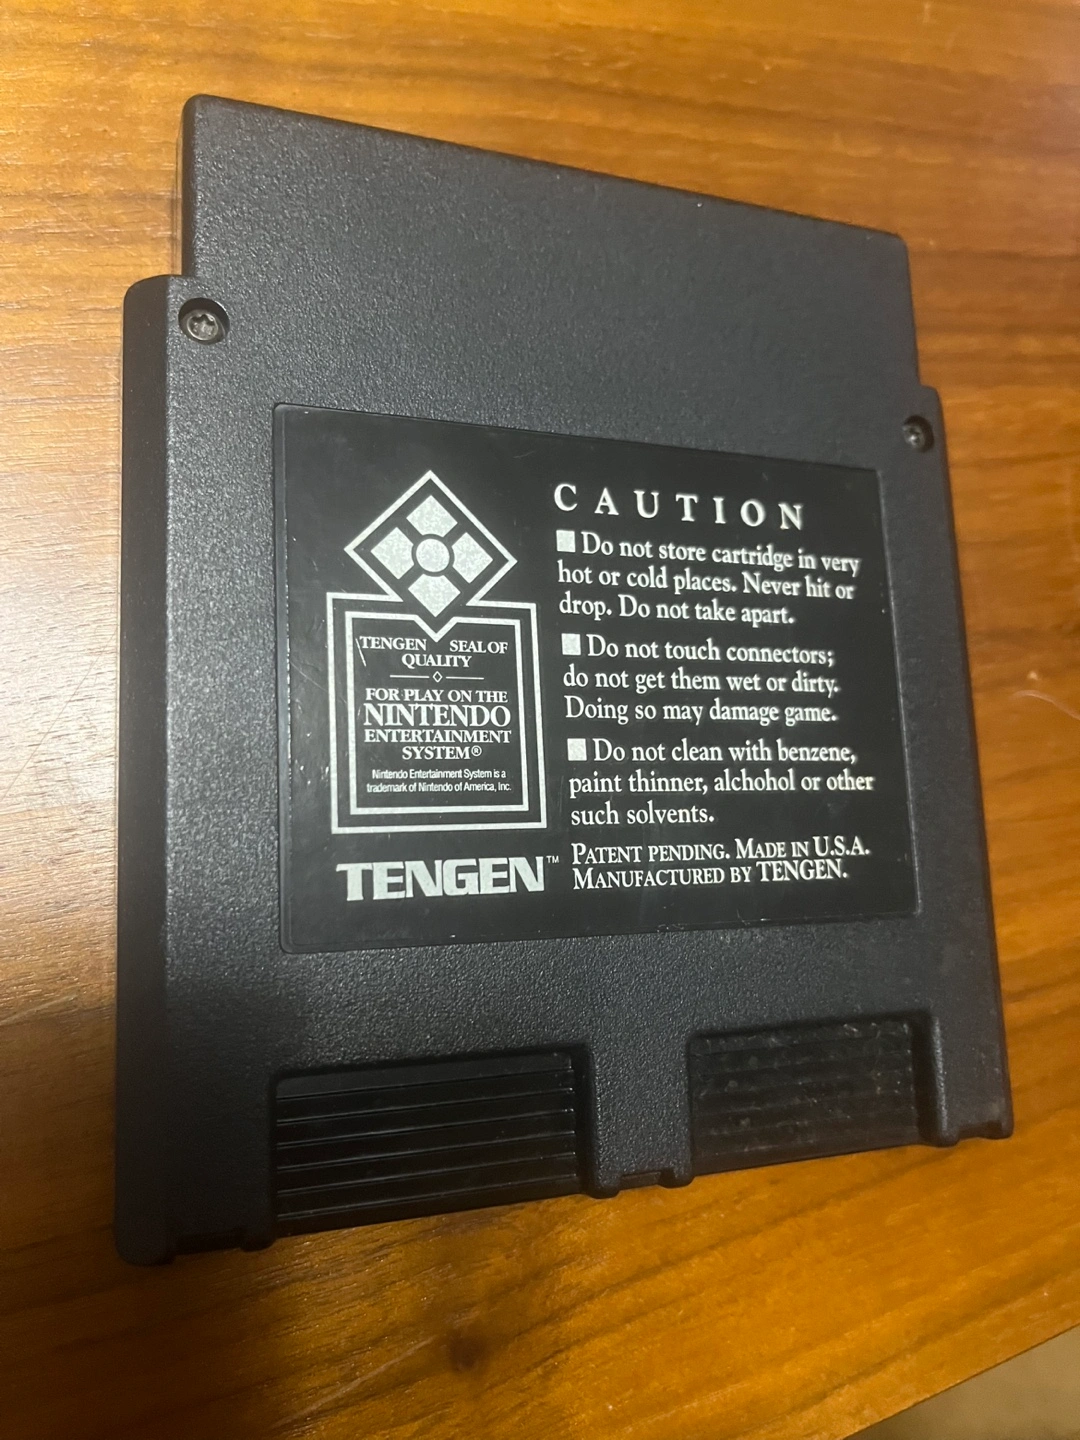 TENGEN SEAL OF
QUALITY
FOR PLAY ON THE
NINTENDO
ENTERTAINMENT
SYSTEM®
Nintendo Entertainment System is a
trademark of Nintendo of America, Inc.
TENGEN™
CAUTION
Do not store cartridge in very
hot or cold places. Never hit or
drop. Do not take apart.
Do not touch connectors;
do not get them wet or dirty.
Doing so may damage game.
Do not clean with benzene,
paint thinner, alchohol or other
such solvents.
PATENT PENDING. MADE IN U.S.A.
MANUFACTURED BY TENGEN.